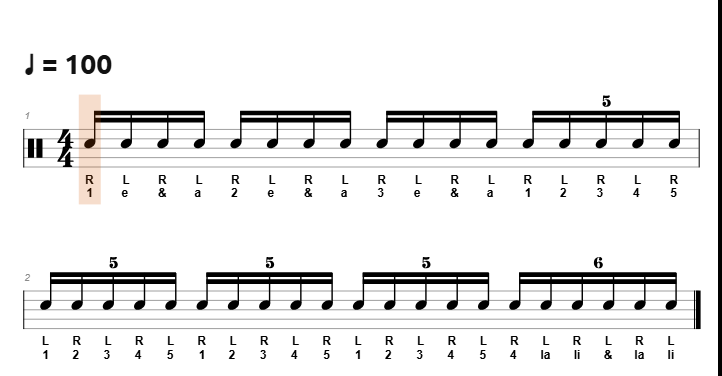 ♩ = 100
5
1
4
4
R L R L R L R L R L R L R L R L R
1 e & a 2 e & a 3 e & a 1 2 3 4 5
5 5 5 6
2
L R L R L R L R L R L R L R L R L R L R L
1 2 3 4 5 1 2 3 4 5 1 2 3 4 5 4 la li & la li